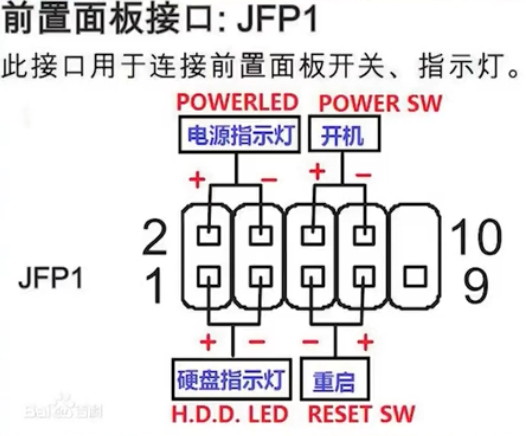 前置面板接口: JFP1
此接口用于连接前置面板开关、指示灯。
POWERLED POWER SW
电源指示灯 开机
+ - + -
2 10
JFP1 1 9
+ - - +
硬盘指示灯 重启
H.D.D. LED RESET SW
Bai百科